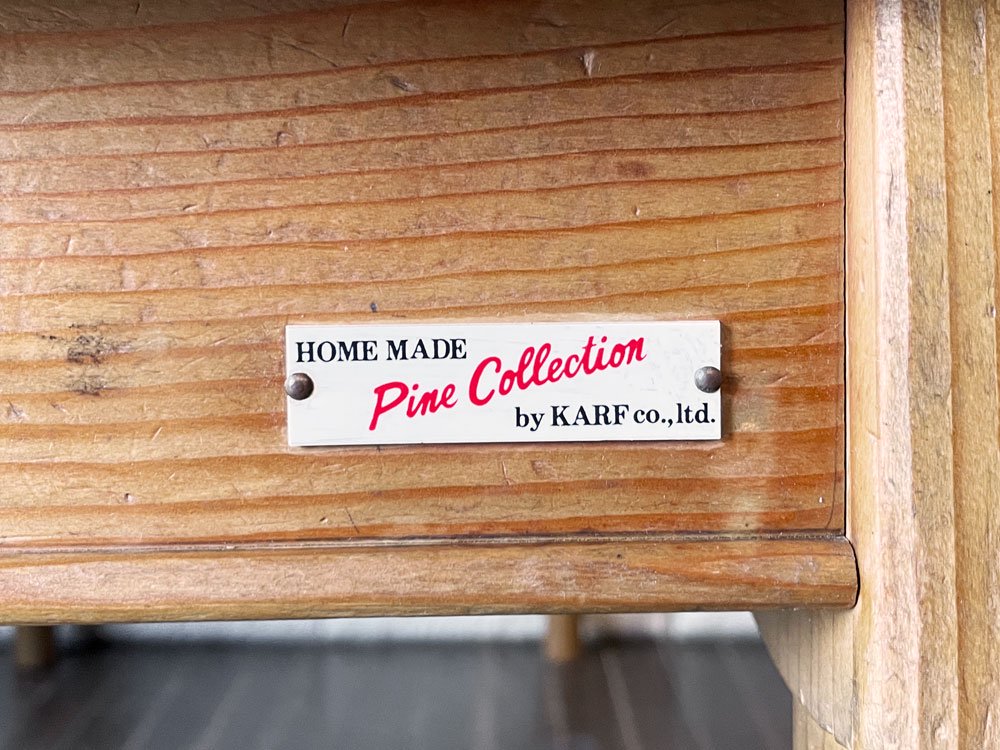 HOME MADE
Pine Collection
by KARF co.,ltd.